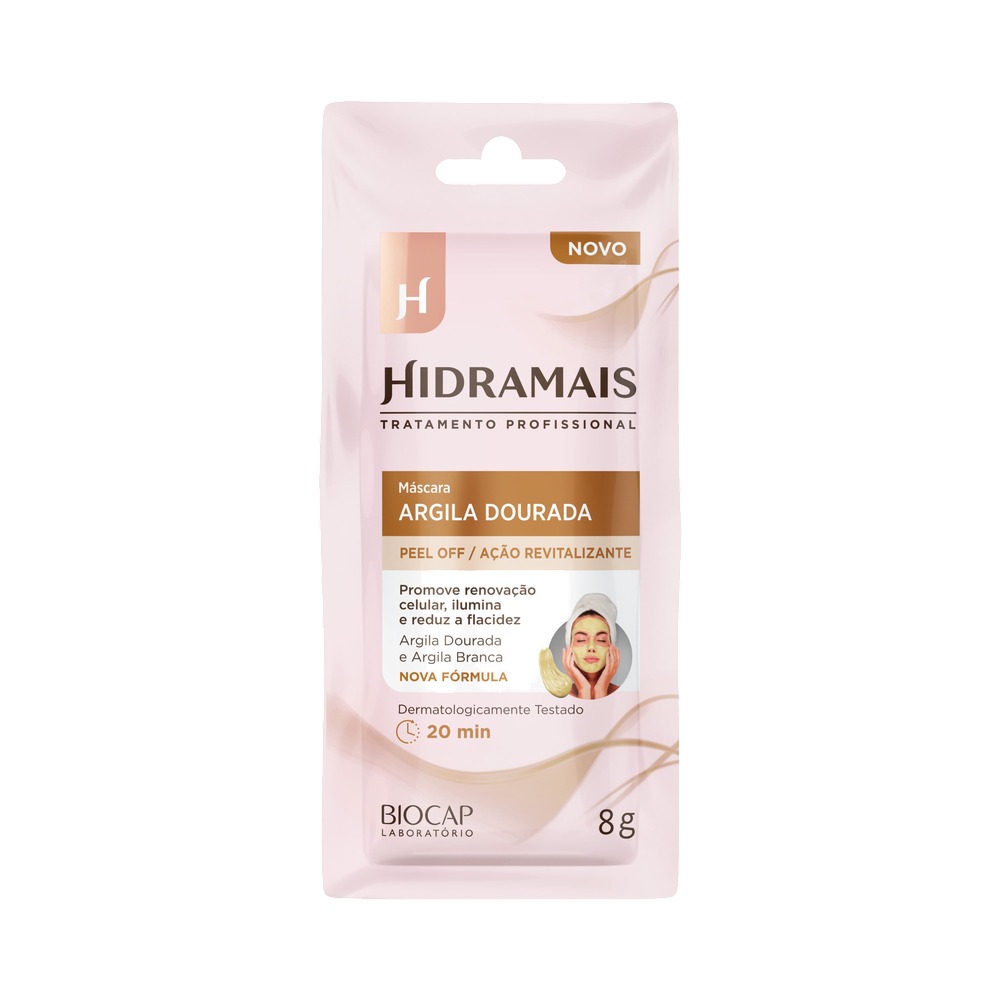 NOVO
H
HIDRAMAIS
TRATAMENTO PROFISSIONAL
Máscara
ARGILA DOURADA
PEEL OFF / AÇÃO REVITALIZANTE
Promove renovação
celular, ilumina
e reduz a flacidez
Argila Dourada
e Argila Branca
NOVA FÓRMULA
Dermatologicamente Testado
20 min
BIOCAP
LABORATÓRIO
8g